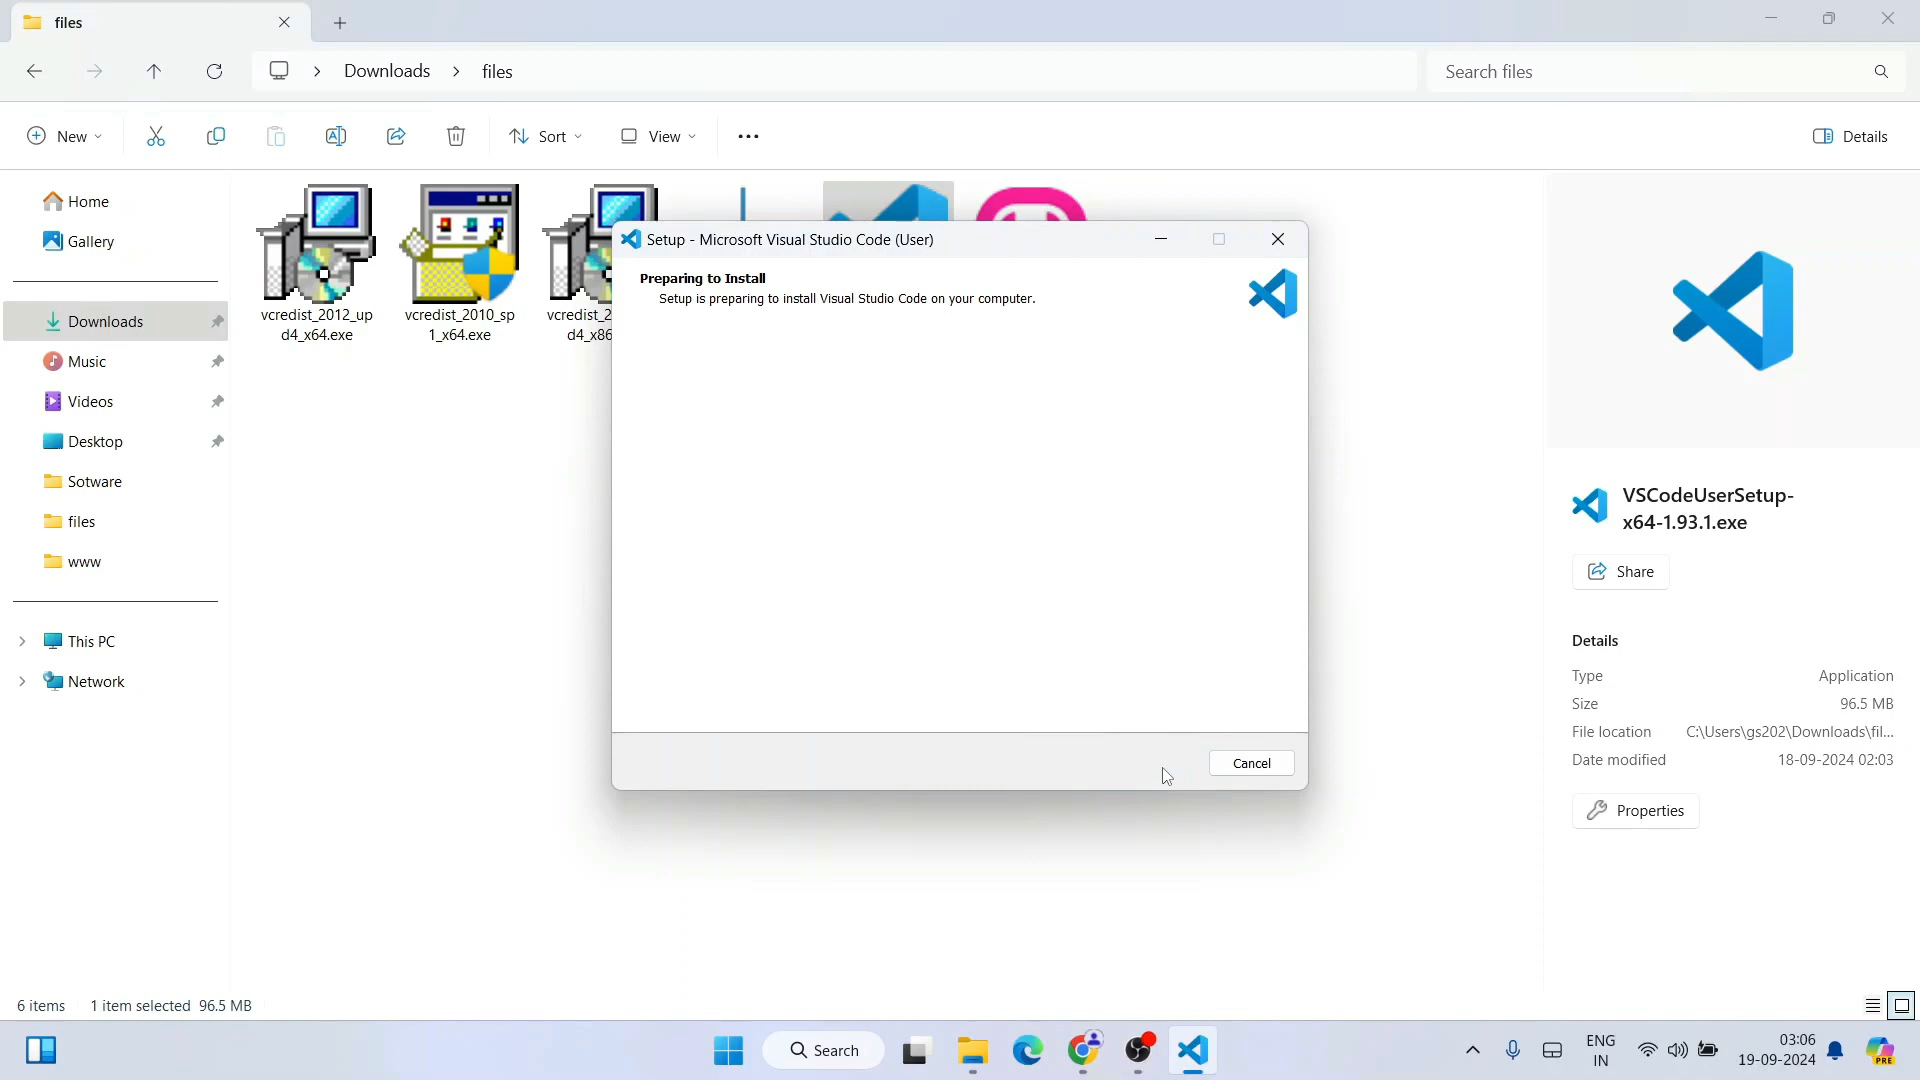 files
Downloads
files
Search files
New
Sort
View
Details
Home
Gallery
Downloads
Music
Videos
Desktop
Sotware
files
www
This PC
Network
vcredist_2012_up
d4_x64.exe
vcredist_2010_sp
1_x64.exe
vcredist_2
d4_x86
Setup - Microsoft Visual Studio Code (User)
Preparing to Install
Setup is preparing to install Visual Studio Code on your computer.
Cancel
VSCodeUserSetup-
x64-1.93.1.exe
Share
Details
Type Application
Size 96.5 MB
File location C:\Users\gs202\Downloads\fil...
Date modified 18-09-2024 02:03
Properties
6 items 1 item selected 96.5 MB
Search
ENG
IN
03:06
19-09-2024
PRE